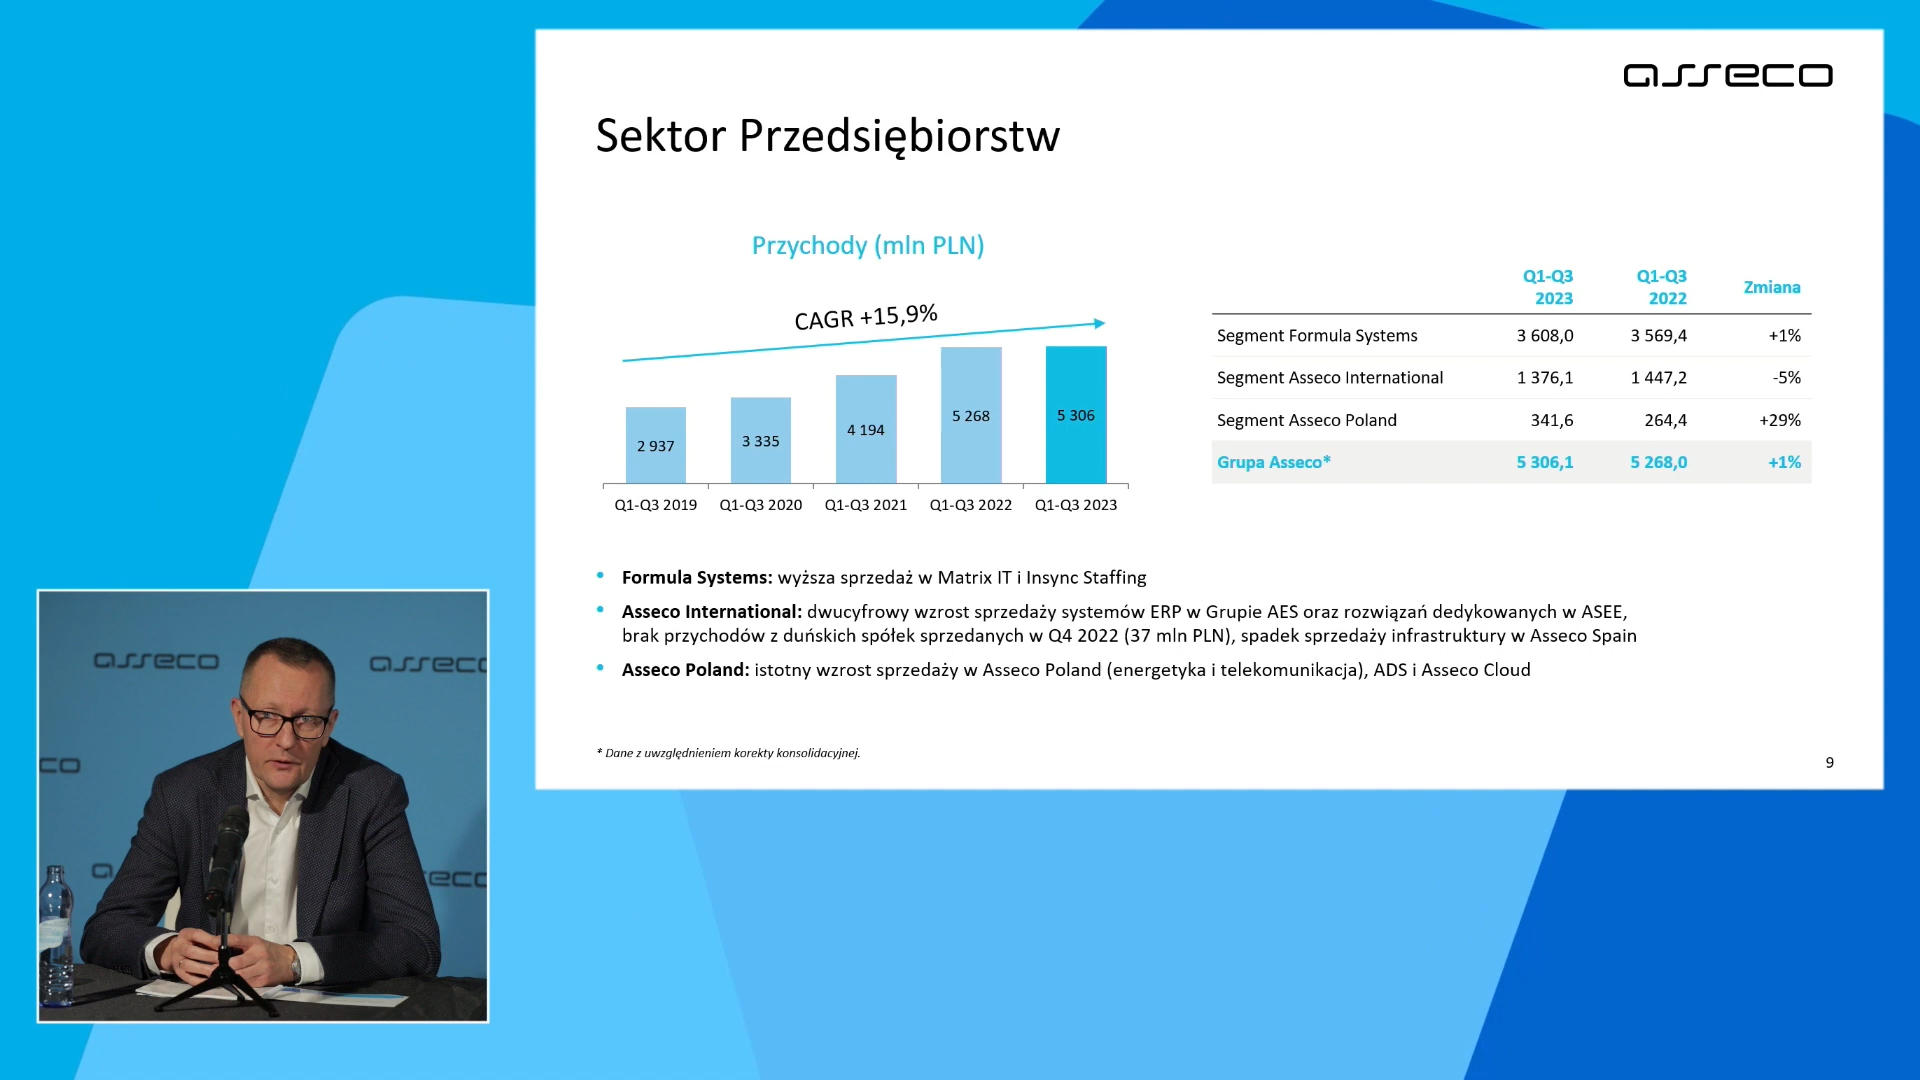 asseco
Sektor Przedsiębiorstw
Przychody (mln PLN)
CAGR +15,9%
2 937
3 335
4 194
5 268
5 306
Q1-Q3 2019
Q1-Q3 2020
Q1-Q3 2021
Q1-Q3 2022
Q1-Q3 2023
Q1-Q3 2023 Q1-Q3 2022 Zmiana
Segment Formula Systems 3 608,0 3 569,4 +1%
Segment Asseco International 1 376,1 1 447,2 -5%
Segment Asseco Poland 341,6 264,4 +29%
Grupa Asseco* 5 306,1 5 268,0 +1%
• Formula Systems: wyższa sprzedaż w Matrix IT i Insync Staffing
• Asseco International: dwucyfrowy wzrost sprzedaży systemów ERP w Grupie AES oraz rozwiązań dedykowanych w ASEE,
brak przychodów z duńskich spółek sprzedanych w Q4 2022 (37 mln PLN), spadek sprzedaży infrastruktury w Asseco Spain
• Asseco Poland: istotny wzrost sprzedaży w Asseco Poland (energetyka i telekomunikacja), ADS i Asseco Cloud
* Dane z uwzględnieniem korekty konsolidacyjnej.
9
asseco
asseco
co
a
eco